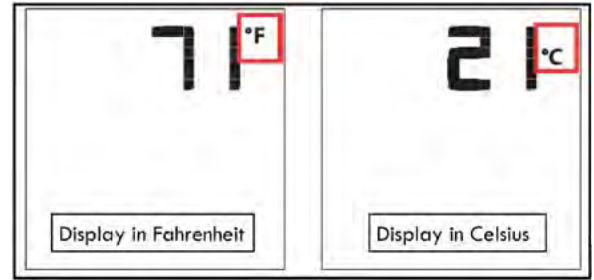 71 °F
Display in Fahrenheit
21 °C
Display in Celsius